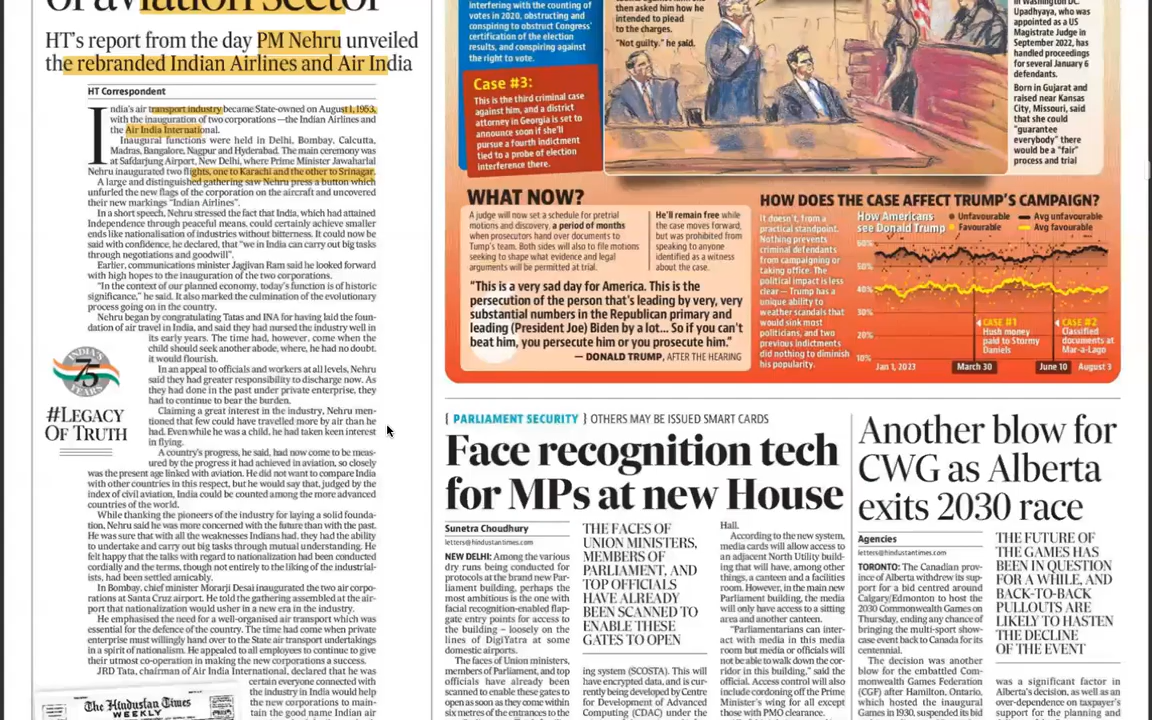 of aviation sector
HT's report from the day PM Nehru unveiled
the rebranded Indian Airlines and Air India
HT Correspondent
India's air transport industry became State-owned on August 1, 1953,
with the inauguration of two corporations —the Indian Airlines and
the Air India International.
Inaugural functions were held in Delhi, Bombay, Calcutta,
Madras, Bangalore, Nagpur and Hyderabad. The main ceremony was
at Safdarjung Airport, New Delhi, where Prime Minister Jawaharlal
Nehru inaugurated two flights, one to Karachi and the other to Srinagar.
A large and distinguished gathering saw Nehru press a button which
unfurled the new flags of the corporation on the aircraft and uncovered
their new markings "Indian Airlines".
In a short speech, Nehru stressed the fact that India, which had attained
Independence through peaceful means, could certainly achieve smaller
ends like nationalisation of industries without bitterness. It could now be
said with confidence, he declared, that "we in India can carry out big tasks
through negotiations and goodwill".
Earlier, communications minister Jagjivan Ram said he looked forward
with high hopes to the inauguration of the two corporations.
"In the context of our planned economy, today's function is of historic
significance," he said. It also marked the culmination of the evolutionary
process going on in the country.
Nehru began by congratulating Tatas and INA for having laid the foun-
dation of air travel in India, and said they had nursed the industry well in
its early years. The time had, however, come when the
child should seek another abode, where, he had no doubt,
it would flourish.
In an appeal to officials and workers at all levels, Nehru
said they had greater responsibility to discharge now. As
they had done in the past under private enterprise, they
had to continue to bear the burden.
Claiming a great interest in the industry, Nehru men-
tioned that few could have travelled more by air than he
had. Even while he was a child, he had taken keen interest
in flying.
A country's progress, he said, had now come to be meas-
ured by the progress it had achieved in aviation, so closely
was the present age linked with aviation. He did not want to compare India
with other countries in this respect, but he would say that, judged by the
index of civil aviation, India could be counted among the more advanced
countries of the world.
While thanking the pioneers of the industry for laying a solid founda-
tion, Nehru said he was more concerned with the future than with the past.
He was sure that with all the weaknesses Indians had, they had the ability
to undertake and carry out big tasks through mutual understanding. He
felt happy that the talks with regard to nationalization had been conducted
cordially and the terms, though not entirely to the liking of the industrial-
ists, had been settled amicably.
In Bombay, chief minister Morarji Desai inaugurated the two air corpo-
rations at Santa Cruz airport. He told the gathering assembled at the air-
port that nationalization would usher in a new era in the industry.
He emphasised the need for a well-organised air transport which was
essential for the defence of the country. The time had come when private
enterprise must willingly hand over to the State air transport undertakings
in a spirit of nationalism. He appealed to all employees to continue to give
their utmost co-operation in making the new corporations a success.
JRD Tata, chairman of Air India International, declared that he was
certain everyone connected with
the industry in India would help
the new corporations to main-
tain the good name Indian air
INDIA'S
75
YEARS
#LEGACY
OF TRUTH
The Hindustan Times
WEEKLY
interfering with the counting of
votes in 2020, obstructing and
conspiring to obstruct Congress'
certification of the election
results, and conspiring against
the right to vote.
Case #3:
This is the third criminal case
against him, and a district
attorney in Georgia is set to
announce soon if she'll
pursue a fourth indictment
tied to a probe of election
interference there.
then asked him how he
intended to plead
to the charges.
"Not guilty." he said.
in Washington DC.
Upadhyaya, who was
appointed as a US
Magistrate Judge in
September 2022, has
handled proceedings
for several January 6
defendants.
Born in Gujarat and
raised near Kansas
City, Missouri, said
that she could
"guarantee
everybody" there
would be a "fair"
process and trial
WHAT NOW?
A judge will now set a schedule for pretrial
motions and discovery, a period of months
when prosecutors hand over documents to
Trump's team. Both sides will also to file motions
seeking to shape what evidence and legal
arguments will be permitted at trial.
He'll remain free while
the case moves forward,
but was prohibited from
speaking to anyone
identified as a witness
about the case.
"This is a very sad day for America. This is the
persecution of the person that's leading by very, very
substantial numbers in the Republican primary and
leading (President Joe) Biden by a lot... So if you can't
beat him, you persecute him or you prosecute him."
— DONALD TRUMP, AFTER THE HEARING
HOW DOES THE CASE AFFECT TRUMP'S CAMPAIGN?
It doesn't, from a
practical standpoint.
Nothing prevents
criminal defendants
from campaigning or
taking office. The
political impact is less
clear — Trump has a
unique ability to
weather scandals that
would sink most
politicians, and two
previous indictments
did nothing to diminish
his popularity.
How Americans
see Donald Trump
Unfavourable
Favourable
Avg unfavourable
Avg favourable
60%
50%
40%
30%
20%
10%
CASE #1
Hush money
paid to Stormy
Daniels
CASE #2
Classified
documents at
Mar-a-Lago
Jan 1, 2023
March 30
June 10
August 3
{ PARLIAMENT SECURITY } OTHERS MAY BE ISSUED SMART CARDS
Face recognition tech
for MPs at new House
Sunetra Choudhury
letters@hindustantimes.com
NEW DELHI: Among the various
dry runs being conducted for
protocols at the brand new Par-
liament building, perhaps the
most ambitious is the one with
facial recognition-enabled flap-
gate entry points for access to
the building – loosely on the
lines of DigiYatra at some
domestic airports.
The faces of Union ministers,
members of Parliament, and top
officials have already been
scanned to enable these gates to
open as soon as they come within
six metres of the entrances to the
THE FACES OF
UNION MINISTERS,
MEMBERS OF
PARLIAMENT, AND
TOP OFFICIALS
HAVE ALREADY
BEEN SCANNED TO
ENABLE THESE
GATES TO OPEN
ing system (SCOSTA). This will
have encrypted data, and is cur-
rently being developed by Centre
for Development of Advanced
Computing (CDAC) under the
Hall.
According to the new system,
media cards will allow access to
an adjacent North Utility build-
ing that will have, among other
things, a canteen and a facilities
room. However, in the main new
Parliament building, the media
will only have access to a sitting
area and another canteen.
"Parliamentarians can inter-
act with media in this media
room but media or officials will
not be able to walk down the cor-
ridor in this building," said the
official. Access control will also
include cordoning off the Prime
Minister's wing for all except
those with PMO clearance.
Another blow for
CWG as Alberta
exits 2030 race
Agencies
letters@hindustantimes.com
TORONTO: The Canadian prov-
ince of Alberta withdrew its sup-
port for a bid centred around
Calgary/Edmonton to host the
2030 Commonwealth Games on
Thursday, ending any chance of
bringing the multi-sport show-
case event back to Canada for its
centennial.
The decision was another
blow for the embattled Com-
monwealth Games Federation
(CGF) after Hamilton, Ontario,
which hosted the inaugural
Games in 1930, suspended its bid
THE FUTURE OF
THE GAMES HAS
BEEN IN QUESTION
FOR A WHILE, AND
BACK-TO-BACK
PULLOUTS ARE
LIKELY TO HASTEN
THE DECLINE
OF THE EVENT
was a significant factor in
Alberta's decision, as well as an
over-dependence on taxpayer's
support for the planning and